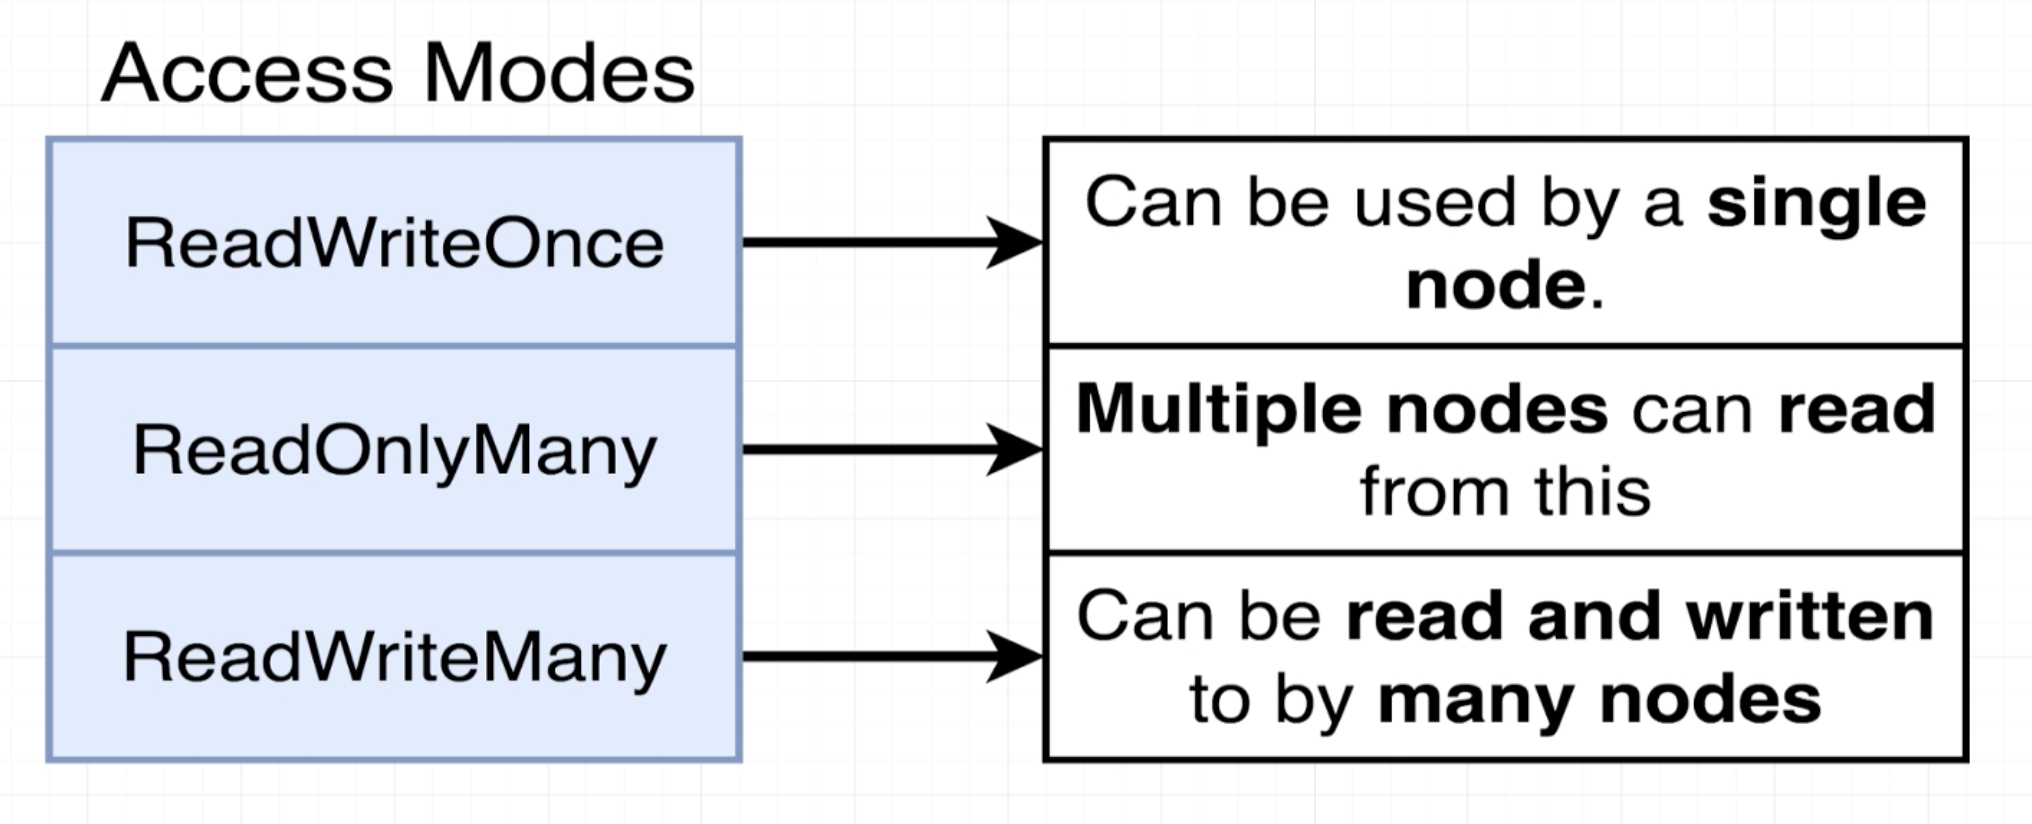 Access Modes
ReadWriteOnce
Can be used by a single
node.
ReadOnlyMany
Multiple nodes can read
from this
ReadWriteMany
Can be read and written
to by many nodes